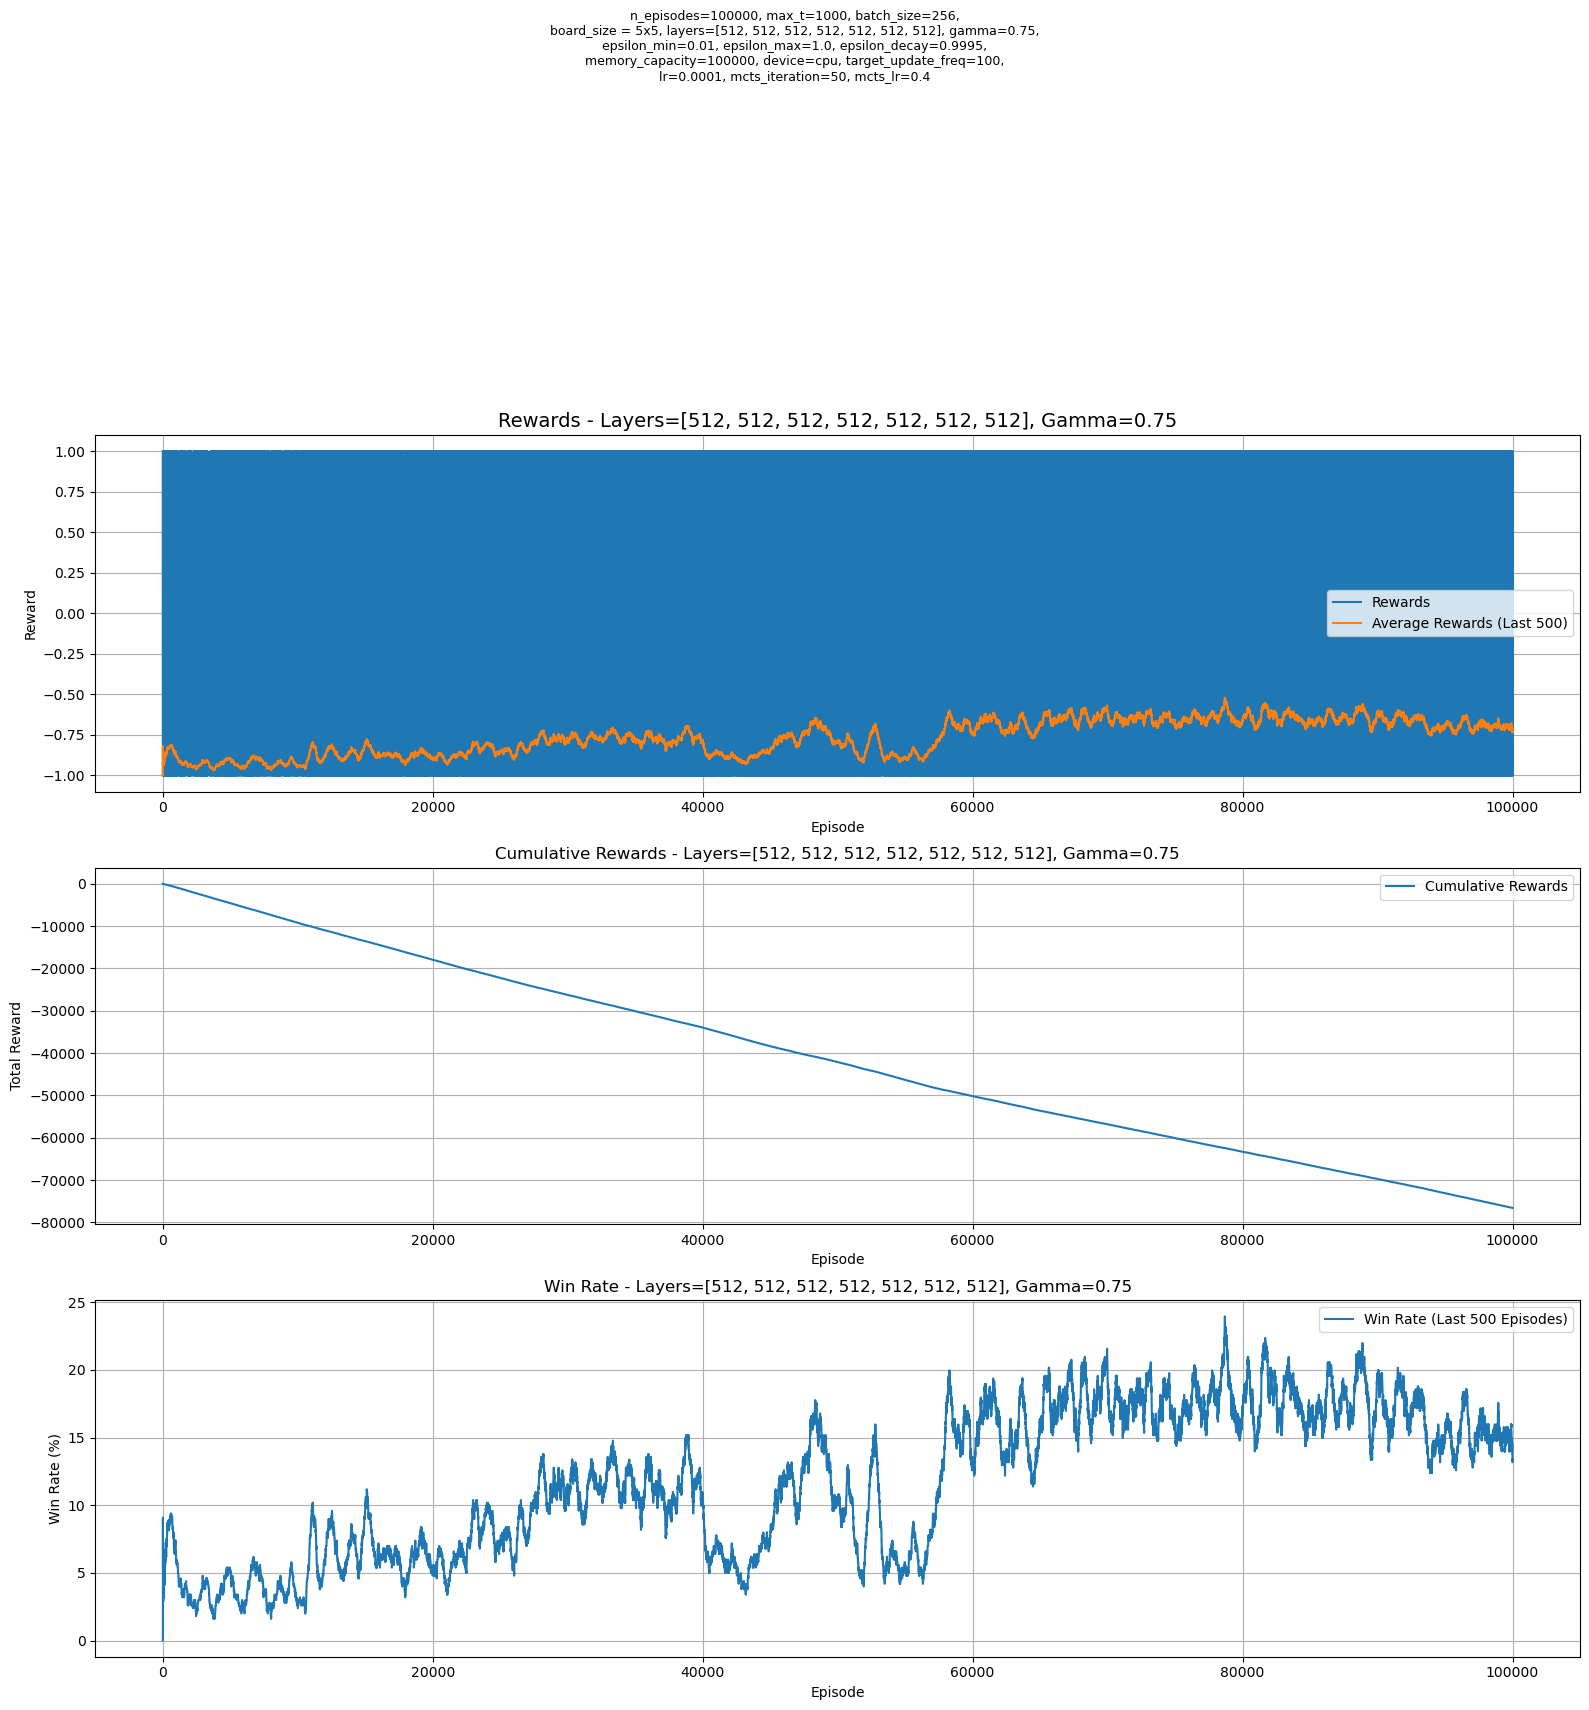 n_episodes=100000, max_t=1000, batch_size=256,
board_size = 5x5, layers=[512, 512, 512, 512, 512, 512, 512], gamma=0.75,
epsilon_min=0.01, epsilon_max=1.0, epsilon_decay=0.9995,
memory_capacity=100000, device=cpu, target_update_freq=100,
lr=0.0001, mcts_iteration=50, mcts_lr=0.4
Rewards - Layers=[512, 512, 512, 512, 512, 512, 512], Gamma=0.75
1.00
0.75
0.50
0.25
0.00
−0.25
−0.50
−0.75
−1.00
Reward
Rewards
Average Rewards (Last 500)
0
20000
40000
60000
80000
100000
Episode
Cumulative Rewards - Layers=[512, 512, 512, 512, 512, 512, 512], Gamma=0.75
0
−10000
−20000
−30000
−40000
−50000
−60000
−70000
−80000
Total Reward
Cumulative Rewards
0
20000
40000
60000
80000
100000
Episode
Win Rate - Layers=[512, 512, 512, 512, 512, 512, 512], Gamma=0.75
25
20
15
10
5
0
Win Rate (%)
Win Rate (Last 500 Episodes)
0
20000
40000
60000
80000
100000
Episode